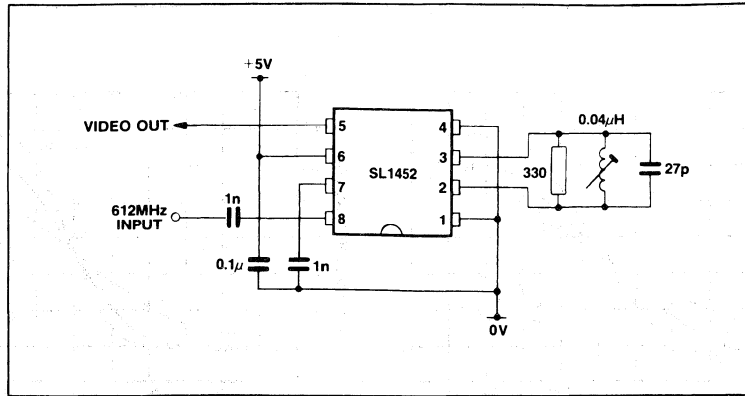 +5V
0.04μH
VIDEO OUT
5
4
6
3
SL1452
330
27p
7
2
612MHz
INPUT
1n
8
1
0.1μ
1n
0V